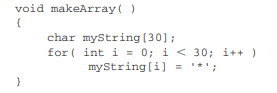 void makeArray( )
{
char myString[30];
for( int i = 0; i < 30; i++ )
myString[i] = '*';
}